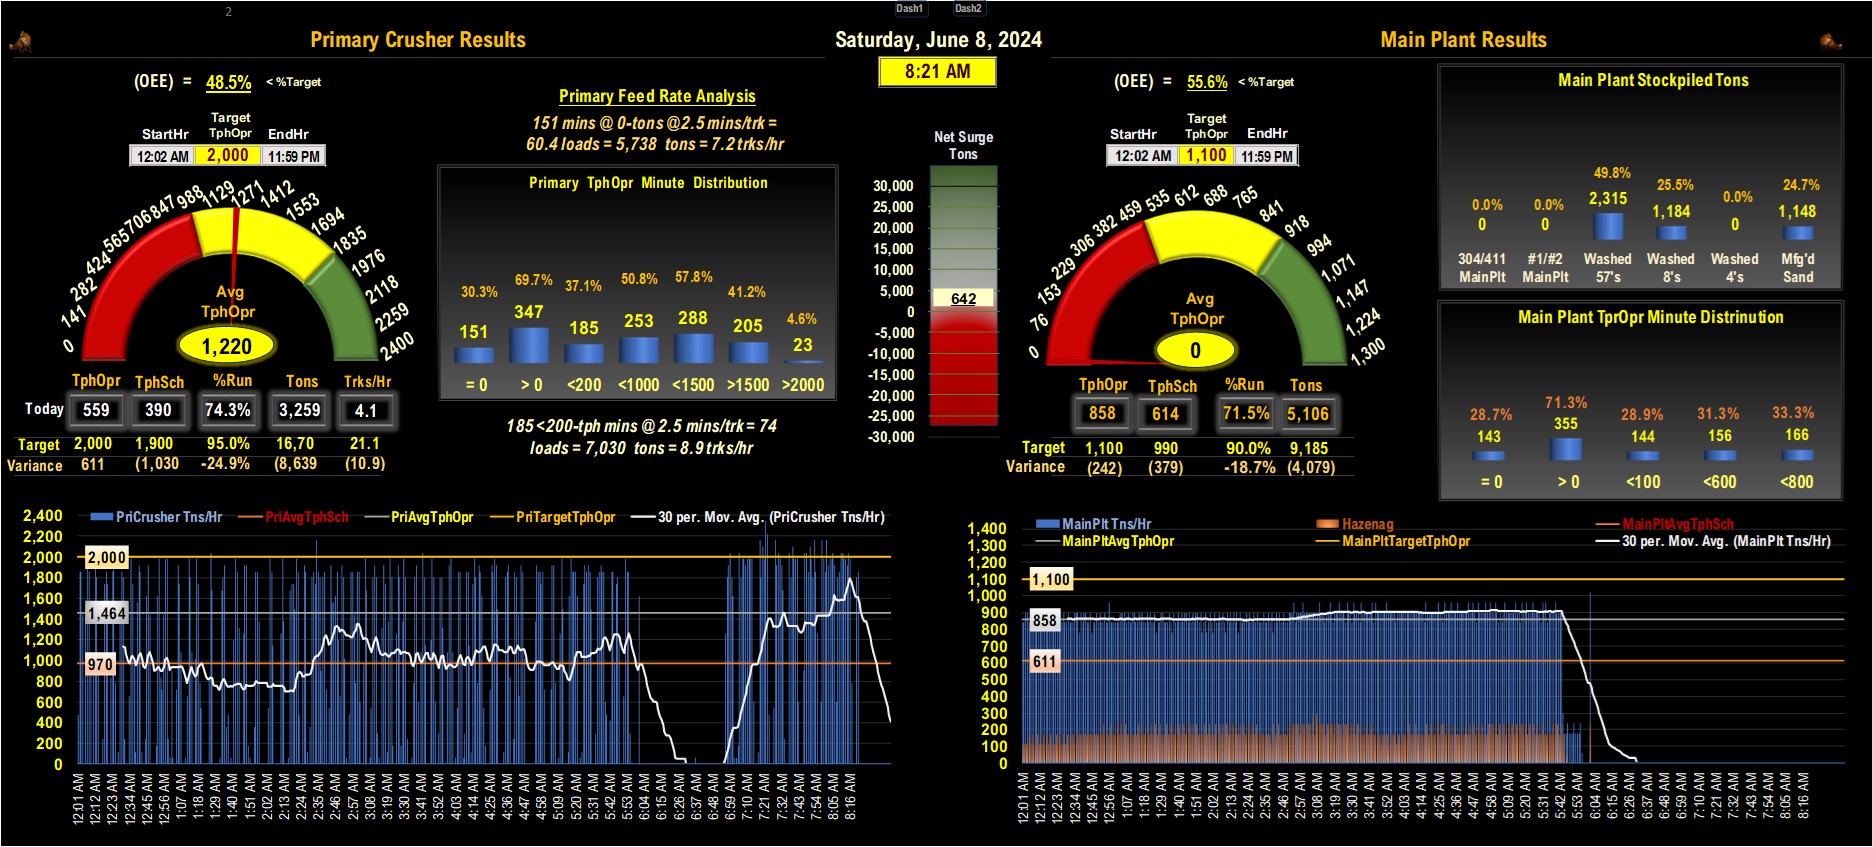 2
Dash1 Dash2
Primary Crusher Results
Saturday, June 8, 2024
Main Plant Results
8:21 AM
(OEE) = 48.5% < %Target
StartHr Target TphOpr EndHr
12:02 AM 2,000 11:59 PM
0 141 282 424 565 706 847 988 1129 1271 1412 1553 1694 1835 1976 2118 2259 2400
Avg
TphOpr
1,220
TphOpr TphSch %Run Tons Trks/Hr
Today 559 390 74.3% 3,259 4.1
Target 2,000 1,900 95.0% 16,70 21.1
Variance 611 (1,030 -24.9% (8,639 (10.9)
Primary Feed Rate Analysis
151 mins @ 0-tons @2.5 mins/trk =
60.4 loads = 5,738 tons = 7.2 trks/hr
Primary TphOpr Minute Distribution
30.3% 69.7% 37.1% 50.8% 57.8% 41.2% 4.6%
151 347 185 253 288 205 23
= 0 > 0 <200 <1000 <1500 >1500 >2000
185<200-tph mins @ 2.5 mins/trk= 74
loads = 7,030 tons = 8.9 trks/hr
Net Surge
Tons
30,000
25,000
20,000
15,000
10,000
5,000
642
0
-5,000
-10,000
-15,000
-20,000
-25,000
-30,000
(OEE) = 55.6% < %Target
StartHr Target TphOpr EndHr
12:02 AM 1,100 11:59 PM
0 76 153 229 306 382 459 535 612 688 765 841 918 994 1,071 1,147 1,224 1,300
Avg
TphOpr
0
TphOpr TphSch %Run Tons
858 614 71.5% 5,106
Target 1,100 990 90.0% 9,185
Variance (242) (379) -18.7% (4,079)
Main Plant Stockpiled Tons
0.0% 0.0% 49.8% 25.5% 0.0% 24.7%
0 0 2,315 1,184 0 1,148
304/411 #1/#2 Washed Washed Washed Mfg'd
MainPlt MainPlt 57's 8's 4's Sand
Main Plant TprOpr Minute Distrinution
28.7% 71.3% 28.9% 31.3% 33.3%
143 355 144 156 166
= 0 > 0 <100 <600 <800
PriCrusher Tns/Hr PriAvgTphSch PriAvgTphOpr PriTargetTphOpr 30 per. Mov. Avg. (PriCrusher Tns/Hr)
2,400
2,200
2,000
1,800
1,600
1,400
1,200
1,000
800
600
400
200
0
2,000
1,464
970
12:01 AM 12:12 AM 12:23 AM 12:34 AM 12:45 AM 12:56 AM 1:07 AM 1:18 AM 1:29 AM 1:40 AM 1:51 AM 2:02 AM 2:13 AM 2:24 AM 2:35 AM 2:46 AM 2:57 AM 3:08 AM 3:19 AM 3:30 AM 3:41 AM 3:52 AM 4:03 AM 4:14 AM 4:25 AM 4:36 AM 4:47 AM 4:58 AM 5:09 AM 5:20 AM 5:31 AM 5:42 AM 5:53 AM 6:04 AM 6:15 AM 6:26 AM 6:37 AM 6:48 AM 6:59 AM 7:10 AM 7:21 AM 7:32 AM 7:43 AM 7:54 AM 8:05 AM 8:16 AM
MainPlt Tns/Hr Hazenag MainPltAvgTphSch
MainPltAvgTphOpr MainPltTargetTphOpr 30 per. Mov. Avg. (MainPlt Tns/Hr)
1,400
1,300
1,200
1,100
1,000
900
800
700
600
500
400
300
200
100
0
1,100
858
611
12:01 AM 12:12 AM 12:23 AM 12:34 AM 12:45 AM 12:56 AM 1:07 AM 1:18 AM 1:29 AM 1:40 AM 1:51 AM 2:02 AM 2:13 AM 2:24 AM 2:35 AM 2:46 AM 2:57 AM 3:08 AM 3:19 AM 3:30 AM 3:41 AM 3:52 AM 4:03 AM 4:14 AM 4:25 AM 4:36 AM 4:47 AM 4:58 AM 5:09 AM 5:20 AM 5:31 AM 5:42 AM 5:53 AM 6:04 AM 6:15 AM 6:26 AM 6:37 AM 6:48 AM 6:59 AM 7:10 AM 7:21 AM 7:32 AM 7:43 AM 7:54 AM 8:05 AM 8:16 AM